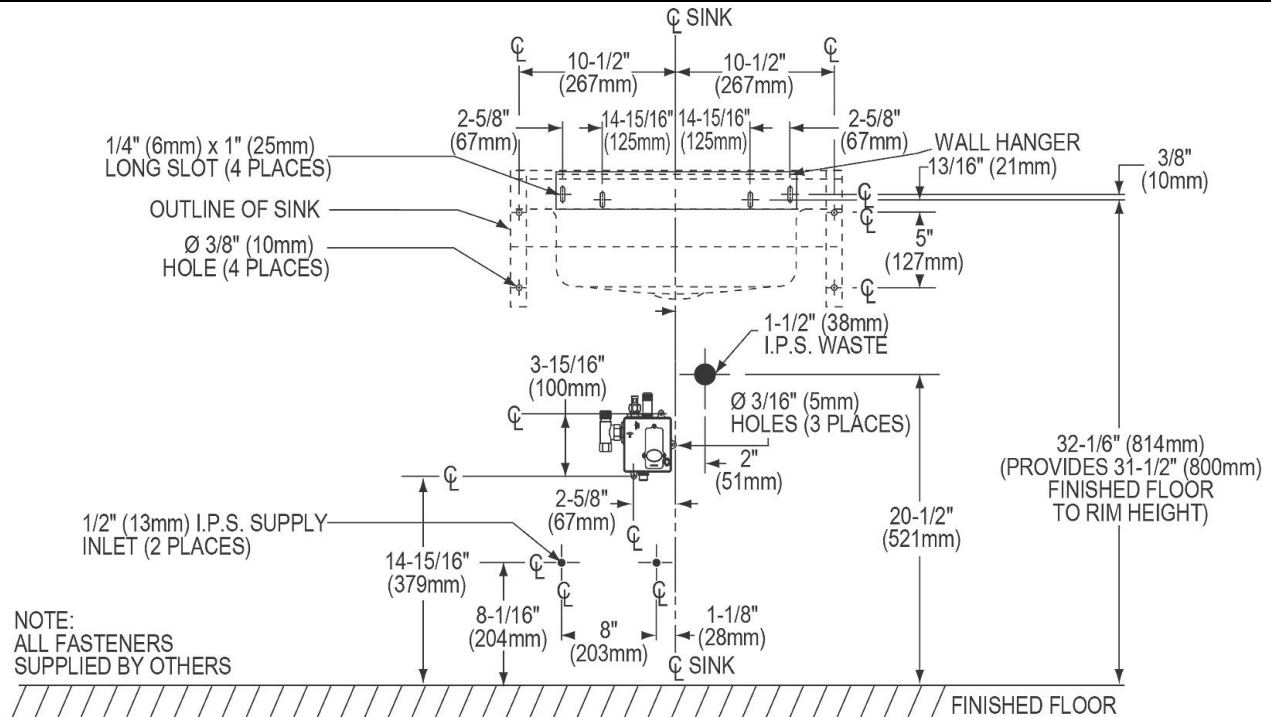 ℄ SINK
℄
℄
10-1/2"
(267mm)
10-1/2"
(267mm)
2-5/8"
(67mm)
14-15/16"
(125mm)
14-15/16"
(125mm)
2-5/8"
(67mm)
1/4" (6mm) x 1" (25mm)
LONG SLOT (4 PLACES)
WALL HANGER
13/16" (21mm)
3/8"
(10mm)
OUTLINE OF SINK
℄
℄
Ø 3/8" (10mm)
HOLE (4 PLACES)
5"
(127mm)
℄
1-1/2" (38mm)
I.P.S. WASTE
3-15/16"
(100mm)
℄
Ø 3/16" (5mm)
HOLES (3 PLACES)
32-1/6" (814mm)
(PROVIDES 31-1/2" (800mm)
FINISHED FLOOR
TO RIM HEIGHT)
2"
(51mm)
℄
2-5/8"
(67mm)
℄
20-1/2"
(521mm)
1/2" (13mm) I.P.S. SUPPLY
INLET (2 PLACES)
14-15/16"
(379mm)
℄
℄
℄
8-1/16"
(204mm)
8"
(203mm)
1-1/8"
(28mm)
NOTE:
ALL FASTENERS
SUPPLIED BY OTHERS
℄ SINK
FINISHED FLOOR